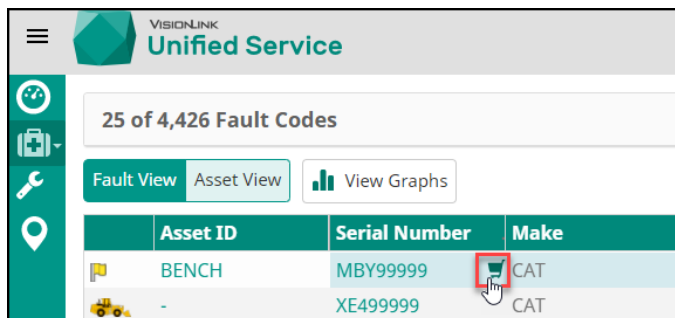 VISIONLINK
Unified Service
25 of 4,426 Fault Codes
Fault View Asset View View Graphs
Asset ID Serial Number Make
BENCH MBY99999 CAT
- XE499999 CAT